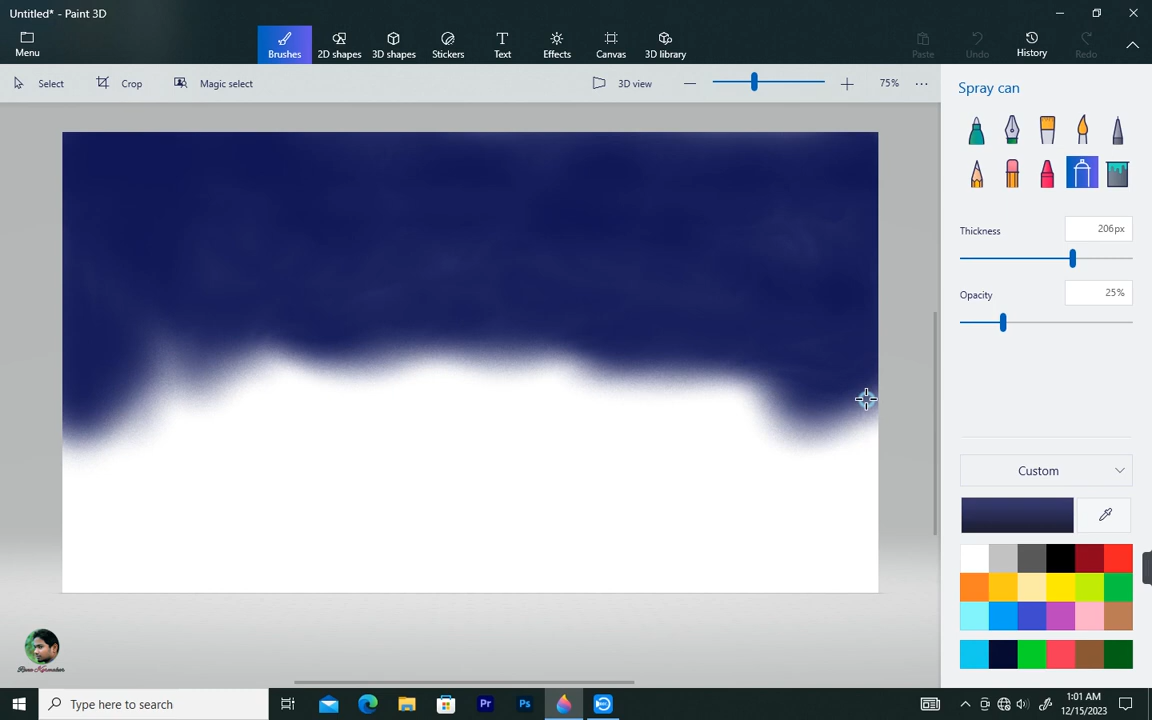 Untitled* - Paint 3D
Menu
Brushes
2D shapes
3D shapes
Stickers
Text
Effects
Canvas
3D library
Paste
Undo
History
Redo
Select
Crop
Magic select
3D view
75%
Spray can
Thickness
206px
Opacity
25%
Custom
Type here to search
Pr
Ps
1:01 AM
12/15/2023